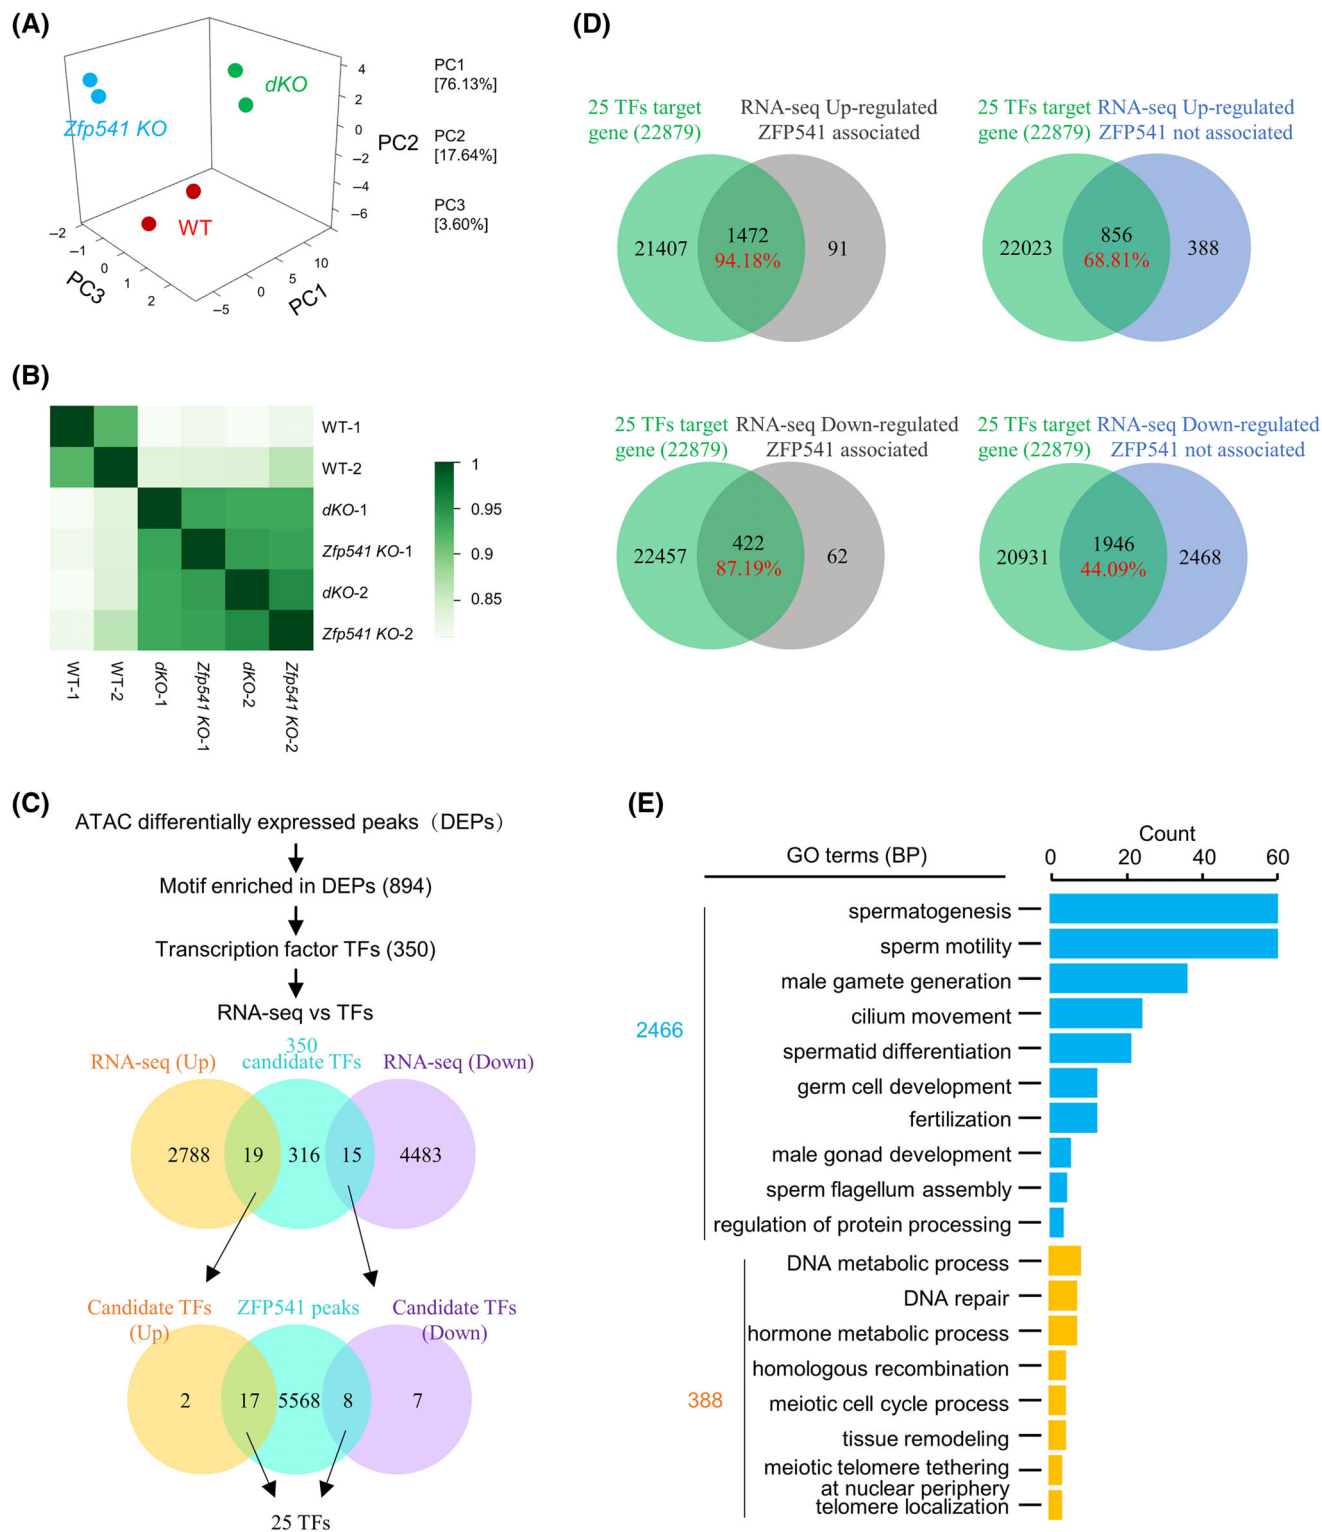 (A)
dKO
Zfp541 KO
WT
4
2
0
−2
−4
−6
PC2
−2
−1
0
1
2
PC3
−5
0
5
10
PC1
PC1
[76.13%]
PC2
[17.64%]
PC3
[3.60%]
(B)
WT-1
WT-2
dKO-1
Zfp541 KO-1
dKO-2
Zfp541 KO-2
1
0.95
0.9
0.85
WT-1
WT-2
dKO-1
Zfp541 KO-1
dKO-2
Zfp541 KO-2
(C)
ATAC differentially expressed peaks (DEPs)
Motif enriched in DEPs (894)
Transcription factor TFs (350)
RNA-seq vs TFs
RNA-seq (Up)
350
candidate TFs
RNA-seq (Down)
2788 19 316 15 4483
Candidate TFs
(Up)
ZFP541 peaks
Candidate TFs
(Down)
2 17 5568 8 7
25 TFs
(D)
25 TFs target
gene (22879)
RNA-seq Up-regulated
ZFP541 associated
21407
1472
94.18%
91
25 TFs target
gene (22879)
RNA-seq Up-regulated
ZFP541 not associated
22023
856
68.81%
388
25 TFs target
gene (22879)
RNA-seq Down-regulated
ZFP541 associated
22457
422
87.19%
62
25 TFs target
gene (22879)
RNA-seq Down-regulated
ZFP541 not associated
20931
1946
44.09%
2468
(E)
GO terms (BP)
Count
0 20 40 60
2466
spermatogenesis
sperm motility
male gamete generation
cilium movement
spermatid differentiation
germ cell development
fertilization
male gonad development
sperm flagellum assembly
regulation of protein processing
388
DNA metabolic process
DNA repair
hormone metabolic process
homologous recombination
meiotic cell cycle process
tissue remodeling
meiotic telomere tethering
at nuclear periphery
telomere localization